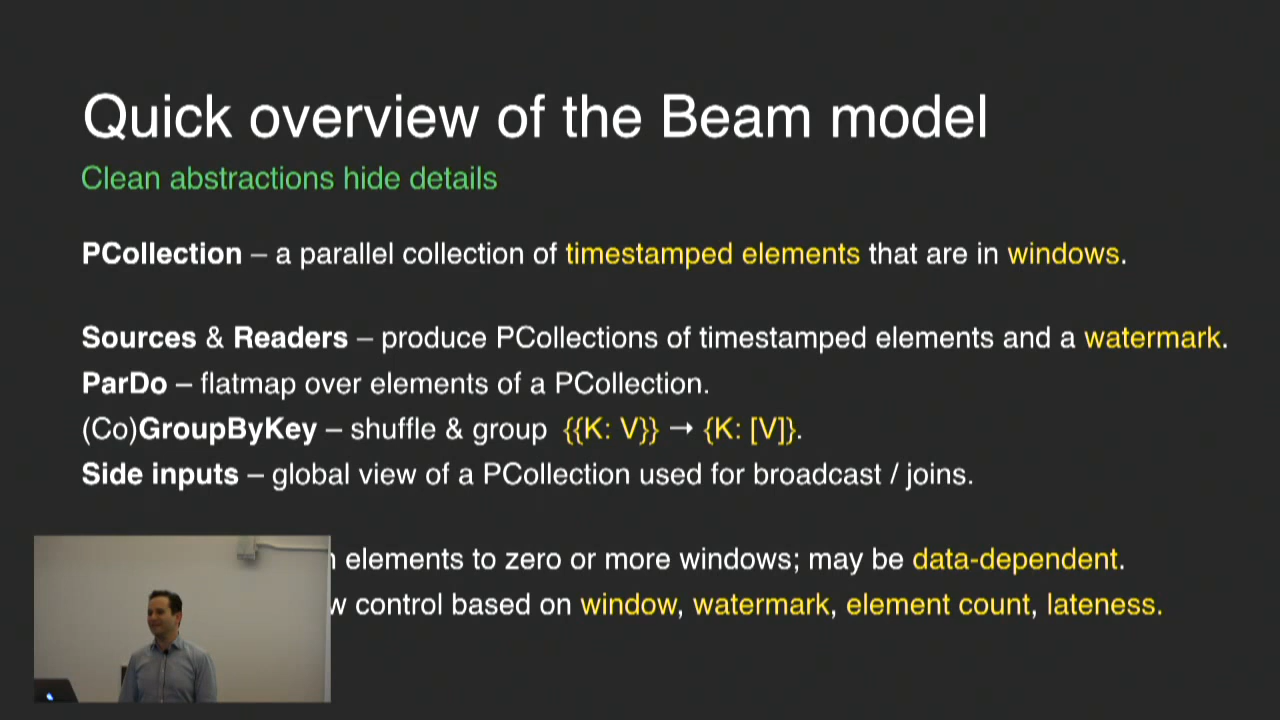 Quick overview of the Beam model
Clean abstractions hide details
PCollection – a parallel collection of timestamped elements that are in windows.
Sources & Readers – produce PCollections of timestamped elements and a watermark.
ParDo – flatmap over elements of a PCollection.
(Co)GroupByKey – shuffle & group {{K: V}} → {K: [V]}.
Side inputs – global view of a PCollection used for broadcast / joins.
elements to zero or more windows; may be data-dependent.
control based on window, watermark, element count, lateness.